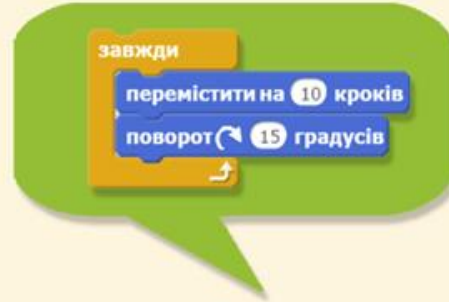 завжди
перемістити на 10 кроків
поворот 15 градусів